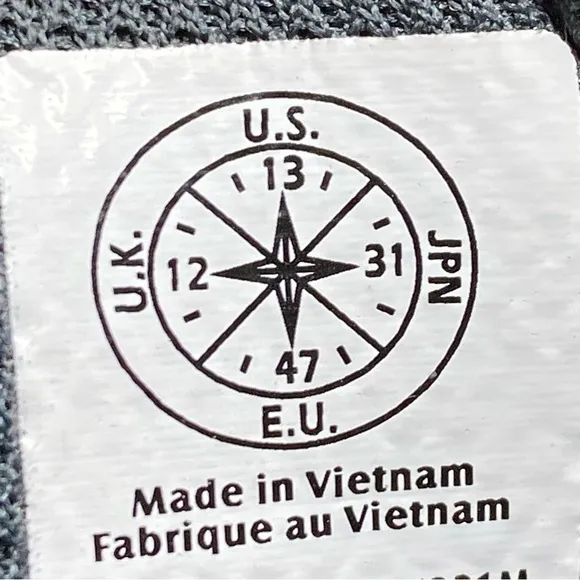 U.S.
13
U.K.
12
31
JPN
47
E.U.
Made in Vietnam
Fabrique au Vietnam